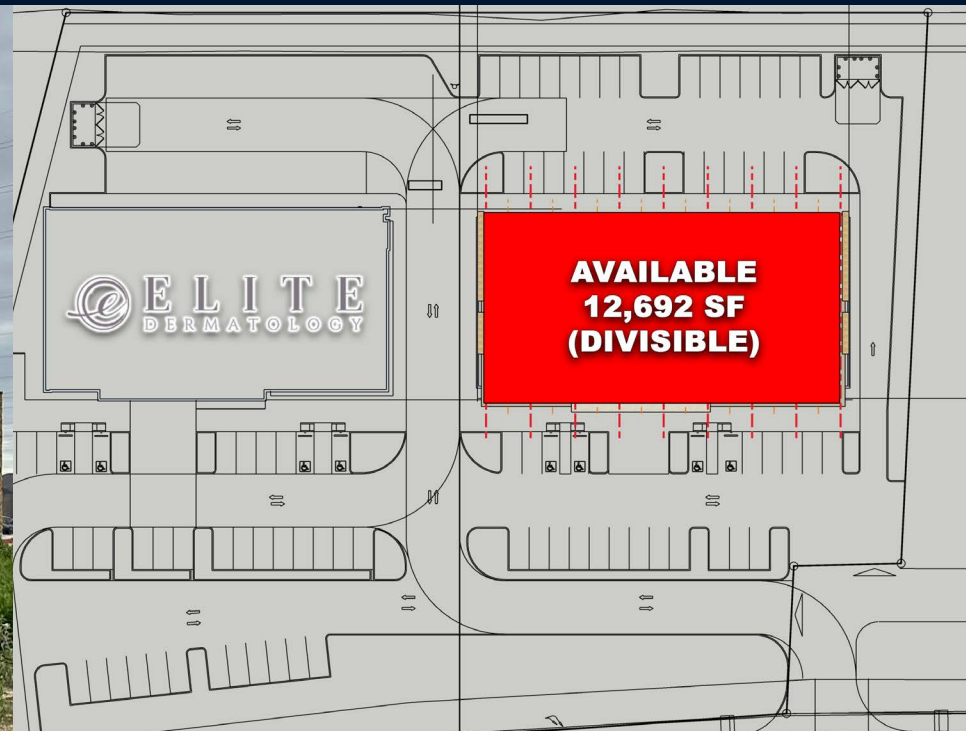 ELITE
DERMATOLOGY
AVAILABLE
12,692 SF
(DIVISIBLE)